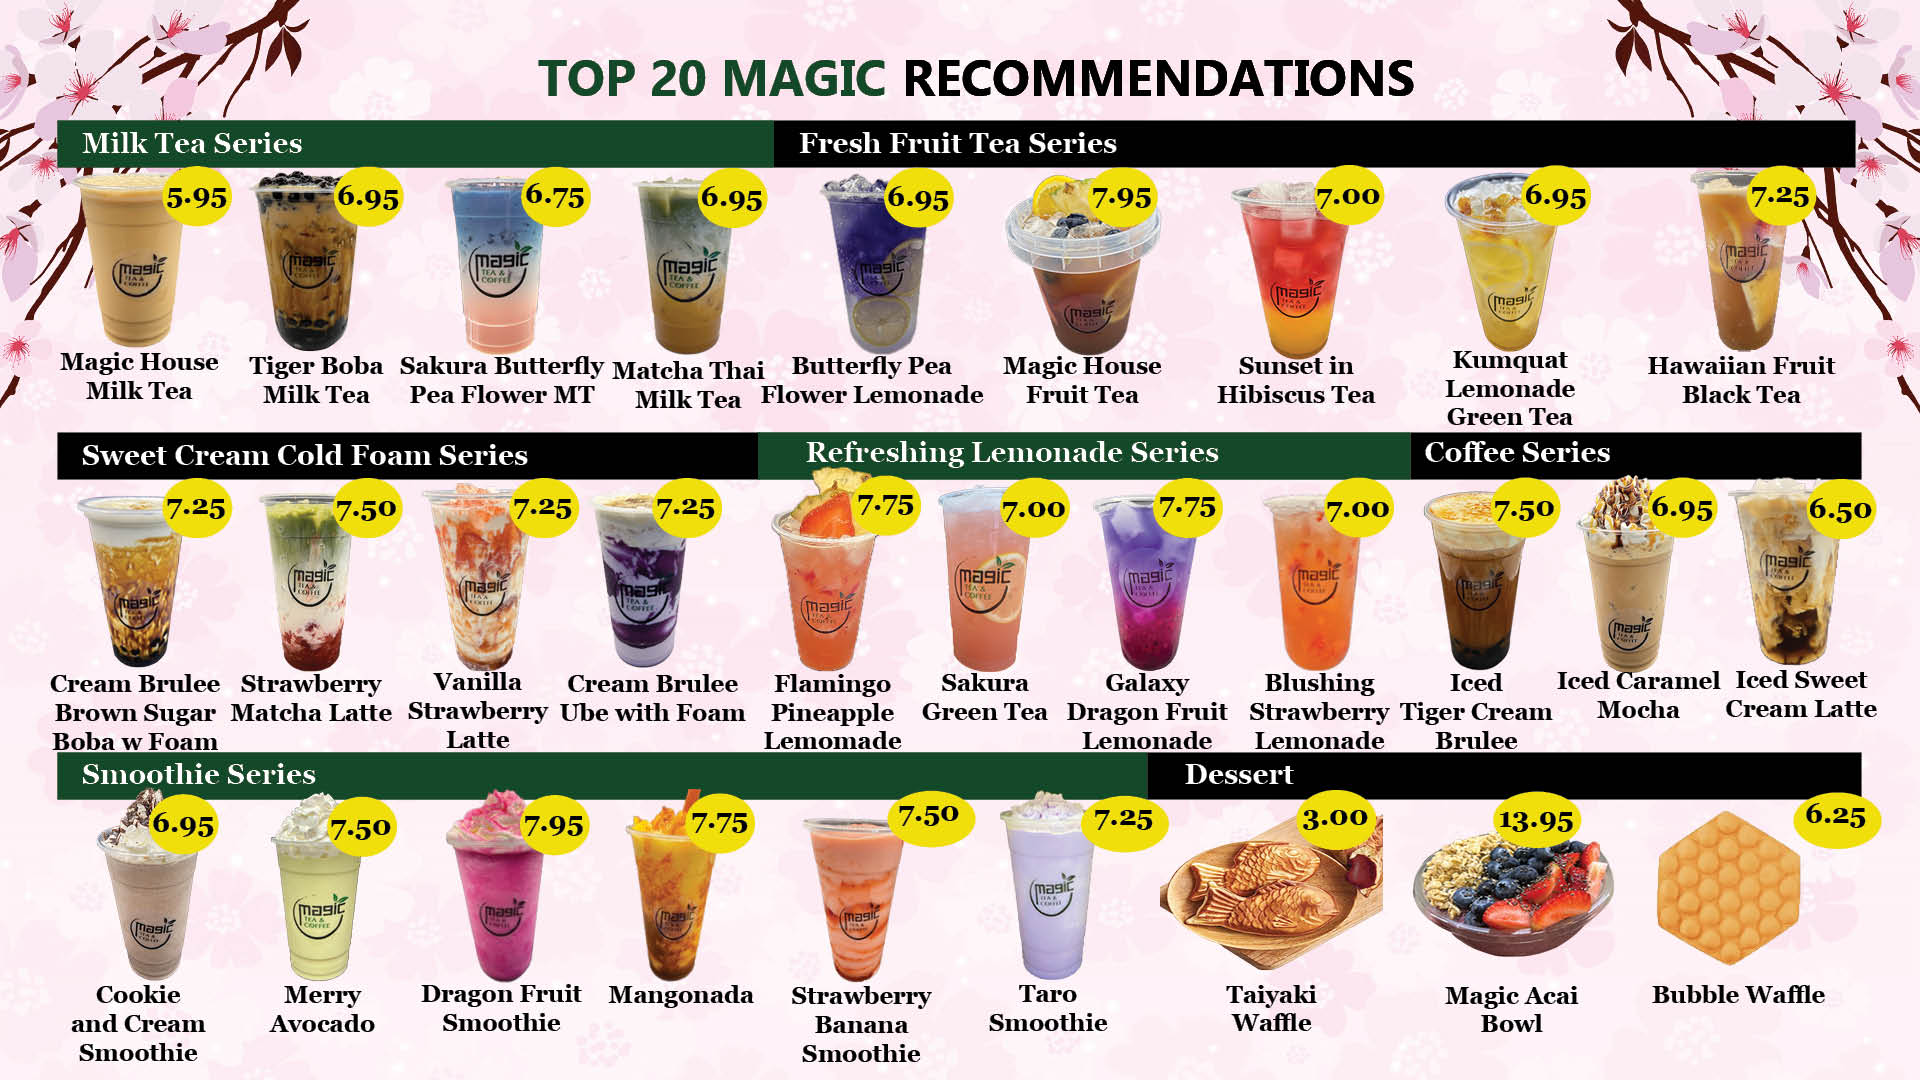 TOP 20 MAGIC RECOMMENDATIONS
Milk Tea Series
Fresh Fruit Tea Series
5.95
6.95
6.75
6.95
6.95
7.95
7.00
6.95
7.25
magic
TEA &
COFFEE
Magic House
Milk Tea
Tiger Boba
Milk Tea
Sakura Butterfly
Pea Flower MT
Matcha Thai
Milk Tea
Butterfly Pea
Flower Lemonade
Magic House
Fruit Tea
Sunset in
Hibiscus Tea
Kumquat
Lemonade
Green Tea
Hawaiian Fruit
Black Tea
Sweet Cream Cold Foam Series
Refreshing Lemonade Series
Coffee Series
7.25
7.50
7.25
7.25
7.75
7.00
7.75
7.00
7.50
6.95
6.50
Cream Brulee
Brown Sugar
Boba w Foam
Strawberry
Matcha Latte
Vanilla
Strawberry
Latte
Cream Brulee
Ube with Foam
Flamingo
Pineapple
Lemomade
Sakura
Green Tea
Galaxy
Dragon Fruit
Lemonade
Blushing
Strawberry
Lemonade
Iced
Tiger Cream
Brulee
Iced Caramel
Mocha
Iced Sweet
Cream Latte
Smoothie Series
Dessert
6.95
7.50
7.95
7.75
7.50
7.25
3.00
13.95
6.25
Cookie
and Cream
Smoothie
Merry
Avocado
Dragon Fruit
Smoothie
Mangonada
Strawberry
Banana
Smoothie
Taro
Smoothie
Taiyaki
Waffle
Magic Acai
Bowl
Bubble Waffle